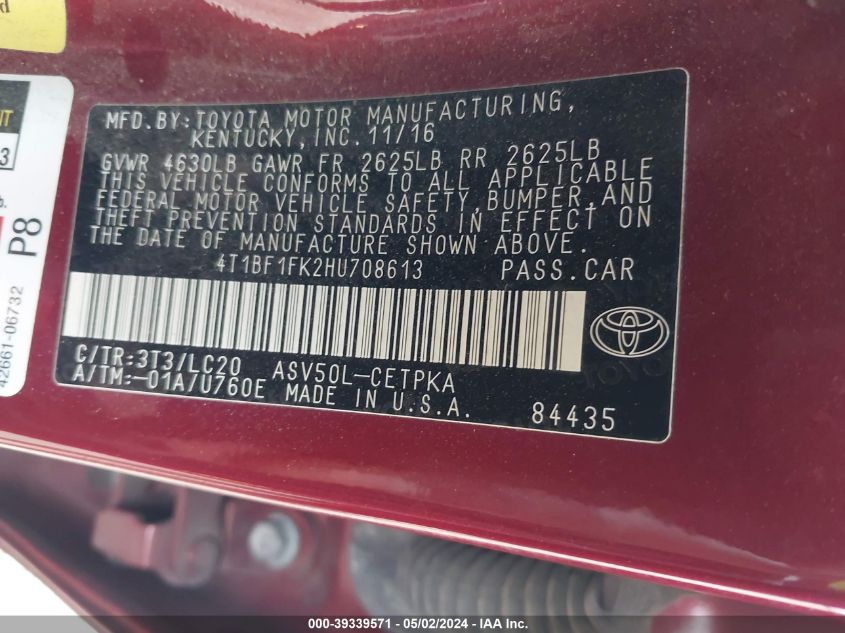 MFD.BY:TOYOTA MOTOR MANUFACTURING,
KENTUCKY, INC. 11/16
GVWR 4630LB GAWR FR 2625LB RR 2625LB
THIS VEHICLE CONFORMS TO ALL APPLICABLE
FEDERAL MOTOR VEHICLE SAFETY, BUMPER, AND
THEFT PREVENTION STANDARDS IN EFFECT ON
THE DATE OF MANUFACTURE SHOWN ABOVE.
4T1BF1FK2HU708613 PASS.CAR
C/TR:3T3/LC20 ASV50L-CETPKA
A/TM:-01A/U760E MADE IN U.S.A. 84435
TOYO
P8
42661-06732
000-39339571 - 05/02/2024 - IAA Inc.